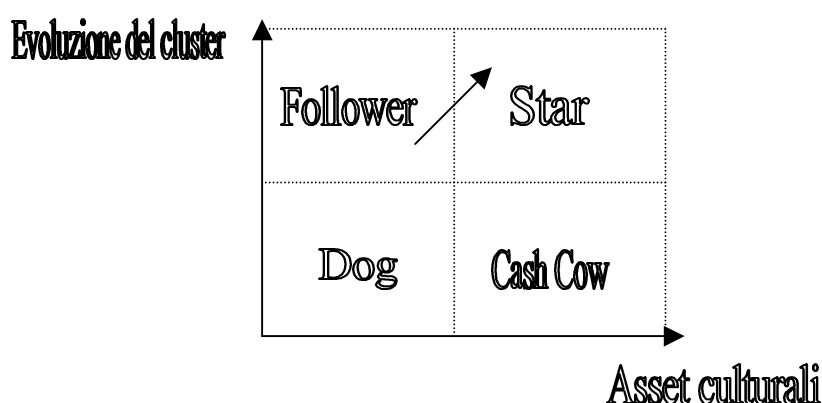 Evoluzione del cluster
Follower
Star
Dog
Cash Cow
Asset culturali